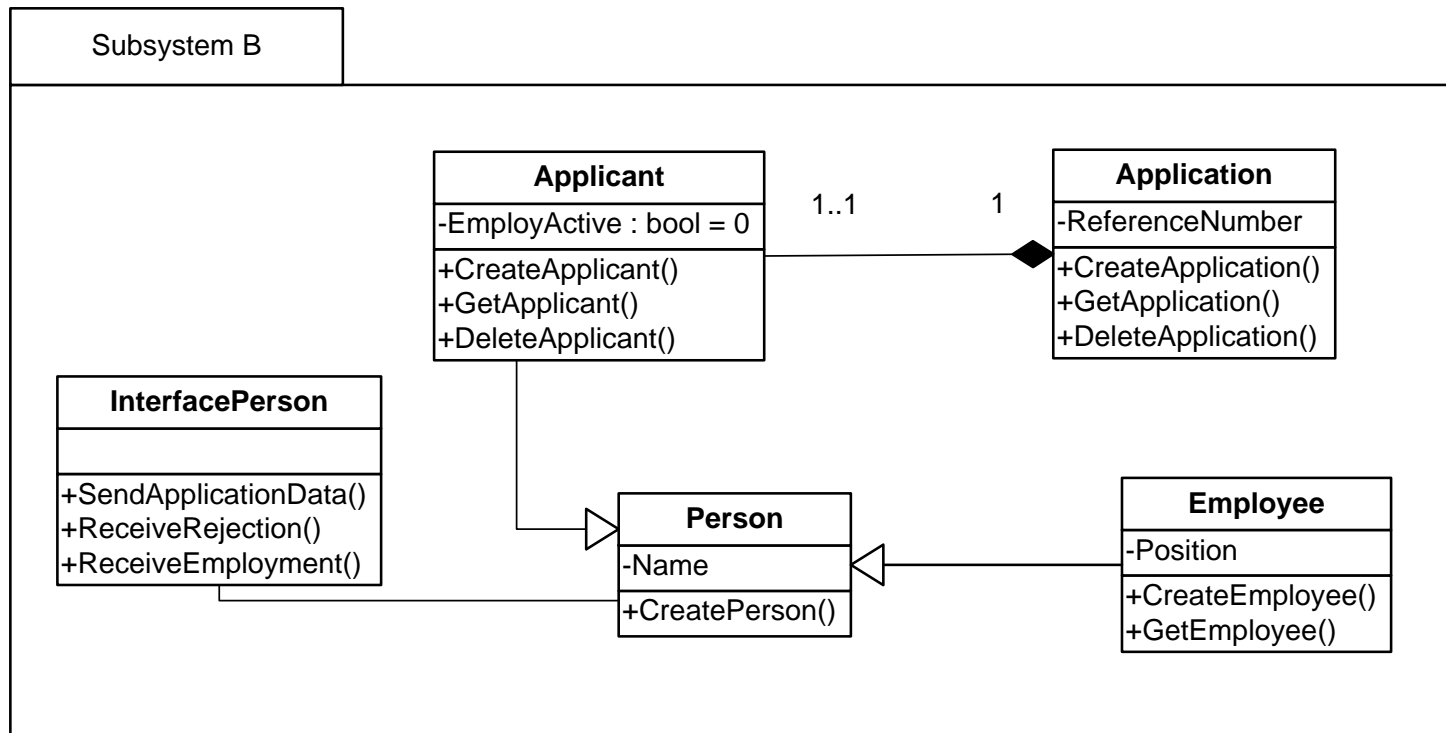 Subsystem B
Applicant
-EmployActive : bool = 0
+CreateApplicant()
+GetApplicant()
+DeleteApplicant()
1..1
1
Application
-ReferenceNumber
+CreateApplication()
+GetApplication()
+DeleteApplication()
InterfacePerson
+SendApplicationData()
+ReceiveRejection()
+ReceiveEmployment()
Person
-Name
+CreatePerson()
Employee
-Position
+CreateEmployee()
+GetEmployee()